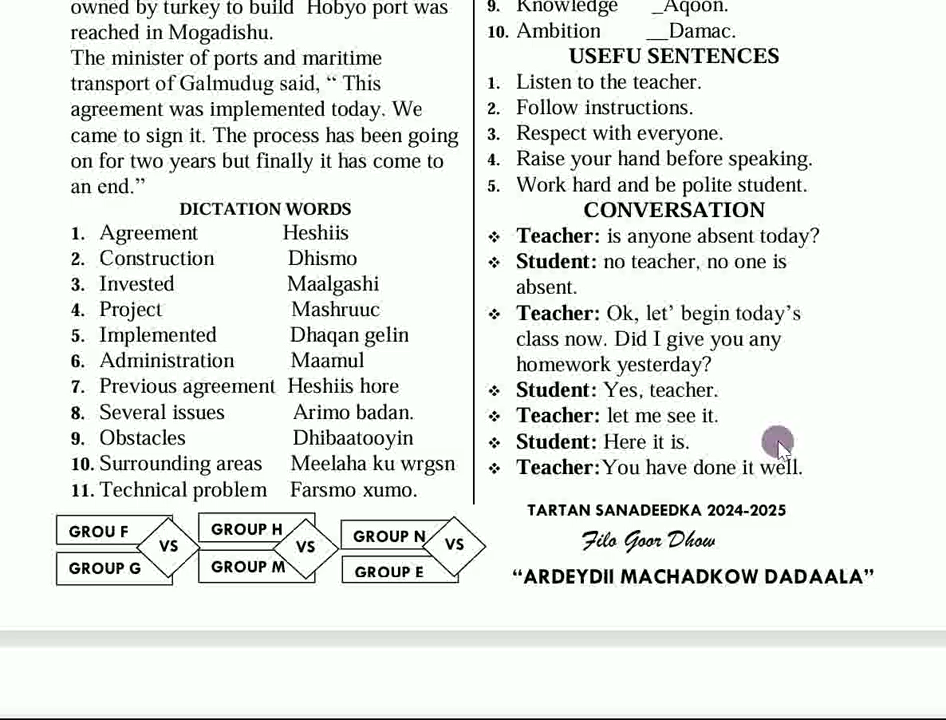 owned by turkey to build Hobyo port was
reached in Mogadishu.
The minister of ports and maritime
transport of Galmudug said, “ This
agreement was implemented today. We
came to sign it. The process has been going
on for two years but finally it has come to
an end.”
DICTATION WORDS
1. Agreement Heshiis
2. Construction Dhismo
3. Invested Maalgashi
4. Project Mashruuc
5. Implemented Dhaqan gelin
6. Administration Maamul
7. Previous agreement Heshiis hore
8. Several issues Arimo badan.
9. Obstacles Dhibaatooyin
10. Surrounding areas Meelaha ku wrgsn
11. Technical problem Farsmo xumo.
GROU F
VS
GROUP G
GROUP H
VS
GROUP M
GROUP N
VS
GROUP E
9. Knowledge _Aqoon.
10. Ambition __Damac.
USEFU SENTENCES
1. Listen to the teacher.
2. Follow instructions.
3. Respect with everyone.
4. Raise your hand before speaking.
5. Work hard and be polite student.
CONVERSATION
❖ Teacher: is anyone absent today?
❖ Student: no teacher, no one is
absent.
❖ Teacher: Ok, let’ begin today’s
class now. Did I give you any
homework yesterday?
❖ Student: Yes, teacher.
❖ Teacher: let me see it.
❖ Student: Here it is.
❖ Teacher:You have done it well.
TARTAN SANADEEDKA 2024-2025
Filo Goor Dhow
“ARDEYDII MACHADKOW DADAALA”